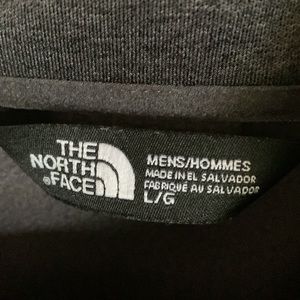 THE
NORTH
FACE
MENS/HOMMES
MADE IN EL SALVADOR
FABRIQUÉ AU SALVADOR
L/G